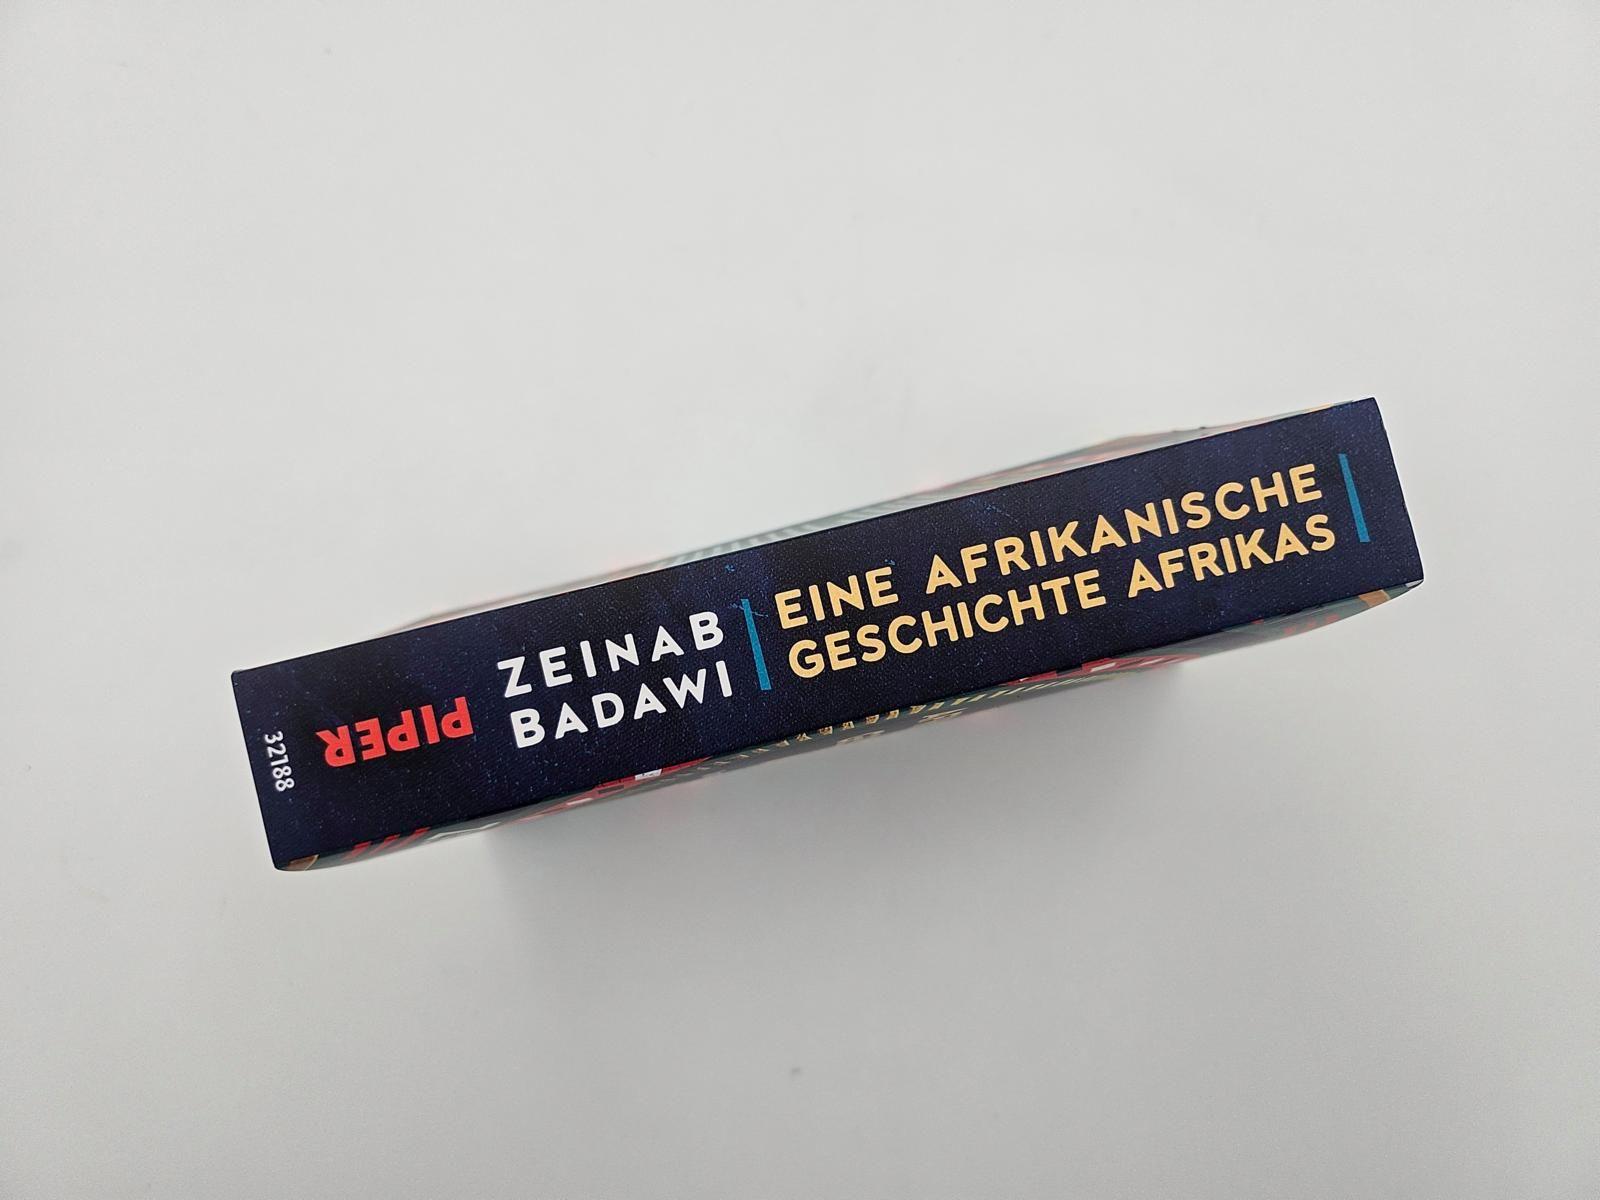 32188
PIPER
ZEINAB
BADAWI
EINE AFRIKANISCHE
GESCHICHTE AFRIKAS